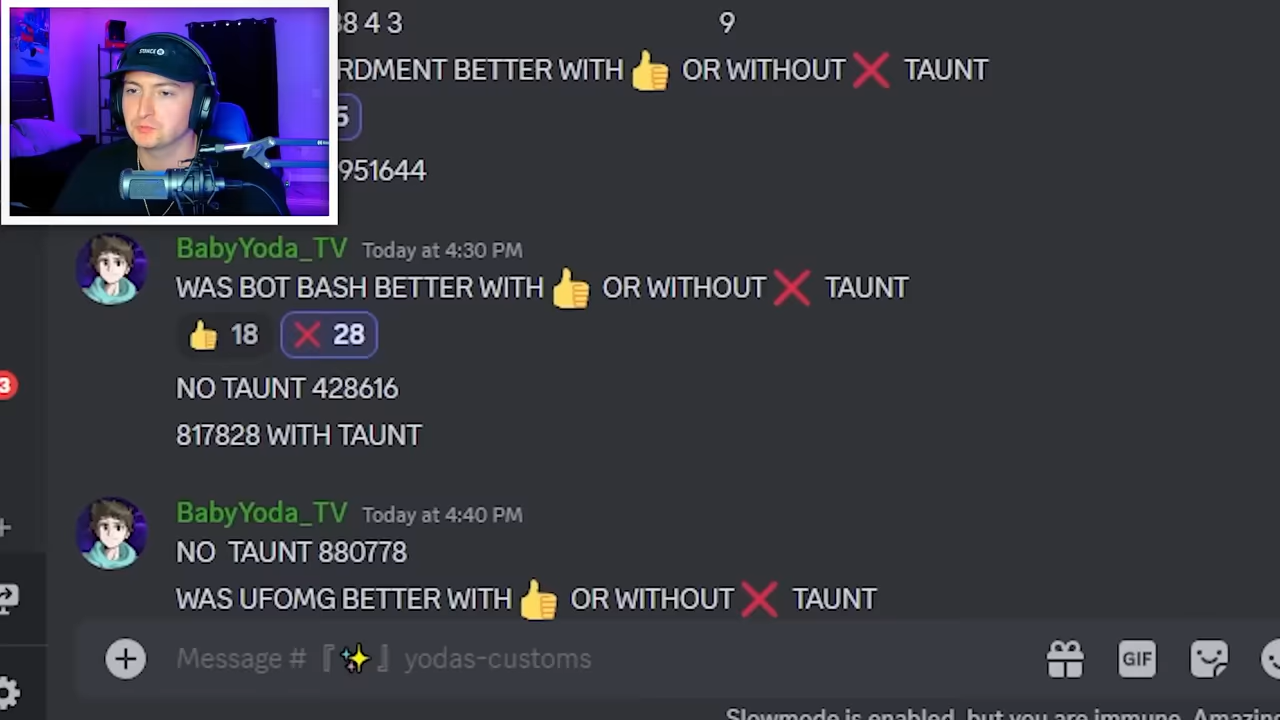 38 4 3 9
RDMENT BETTER WITH 👍 OR WITHOUT ❌ TAUNT
5
951644
BabyYoda_TV Today at 4:30 PM
WAS BOT BASH BETTER WITH 👍 OR WITHOUT ❌ TAUNT
👍 18 ❌ 28
3
NO TAUNT 428616
817828 WITH TAUNT
BabyYoda_TV Today at 4:40 PM
NO TAUNT 880778
WAS UFOMG BETTER WITH 👍 OR WITHOUT ❌ TAUNT
Message # 『✨』 yodas-customs
GIF
Slowmode is enabled, but you are immune. Amazing